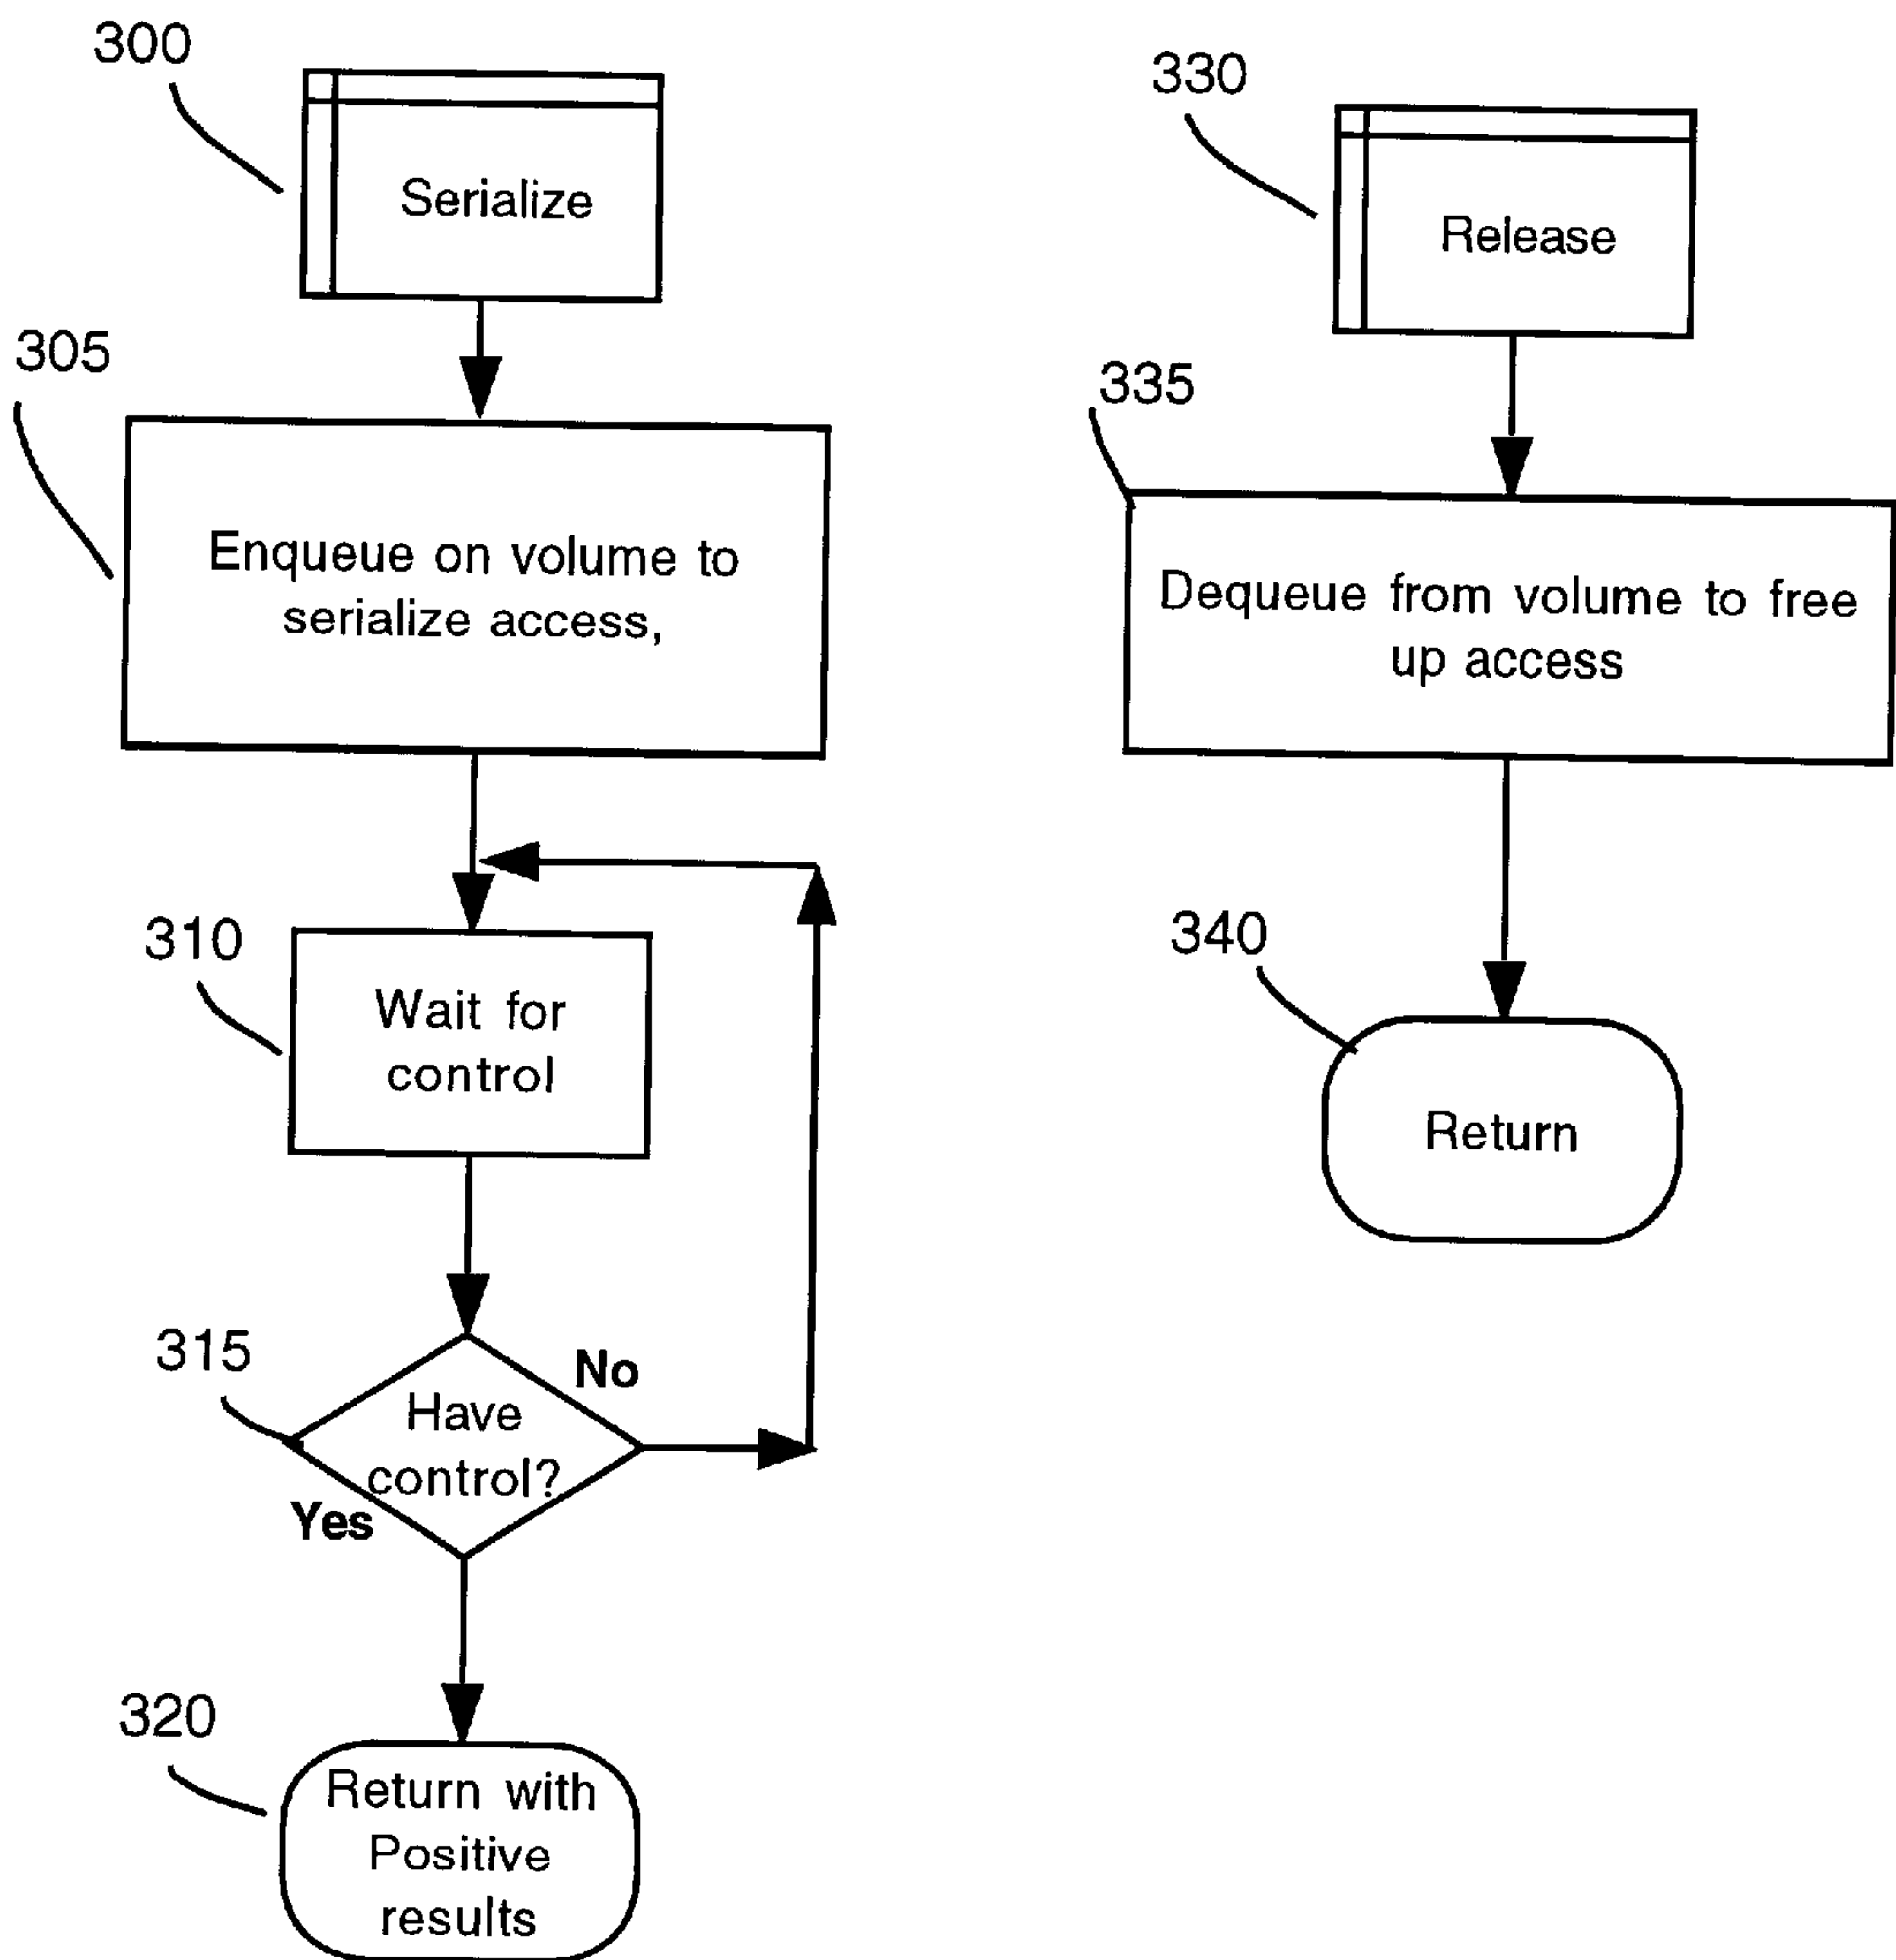 300
Serialize
305
Enqueue on volume to
serialize access,
310
Wait for
control
315
Have
control?
No
Yes
320
Return with
Positive
results
330
Release
335
Dequeue from volume to free
up access
340
Return